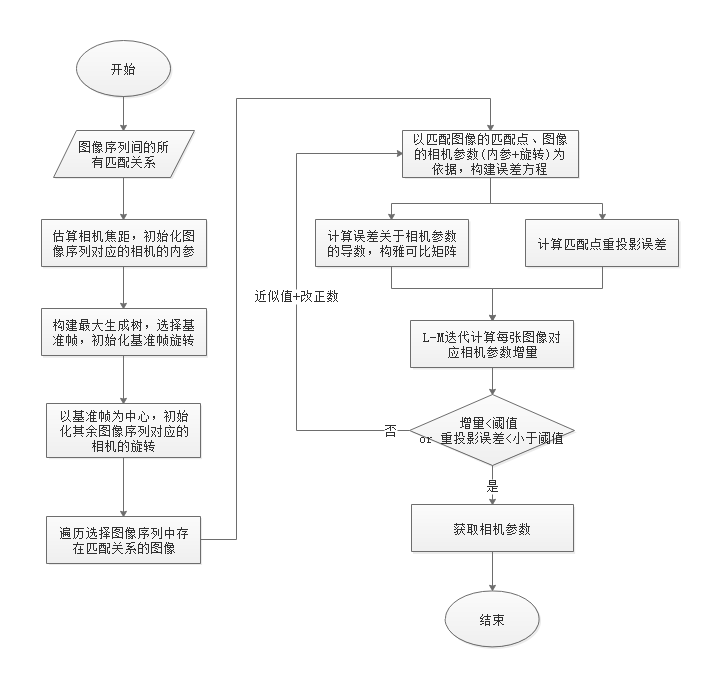 开始
图像序列间的所
有匹配关系
估算相机焦距，初始化图
像序列对应的相机的内参
构建最大生成树，选择基
准帧，初始化基准帧旋转
以基准帧为中心，初始
化其余图像序列对应的
相机的旋转
遍历选择图像序列中存
在匹配关系的图像
以匹配图像的匹配点、图像
的相机参数(内参+旋转)为
依据，构建误差方程
计算误差关于相机参数
的导数，构雅可比矩阵
计算匹配点重投影误差
近似值+改正数
L-M迭代计算每张图像对
应相机参数增量
增量<阈值
or 重投影误差<小于阈值
否
是
获取相机参数
结束